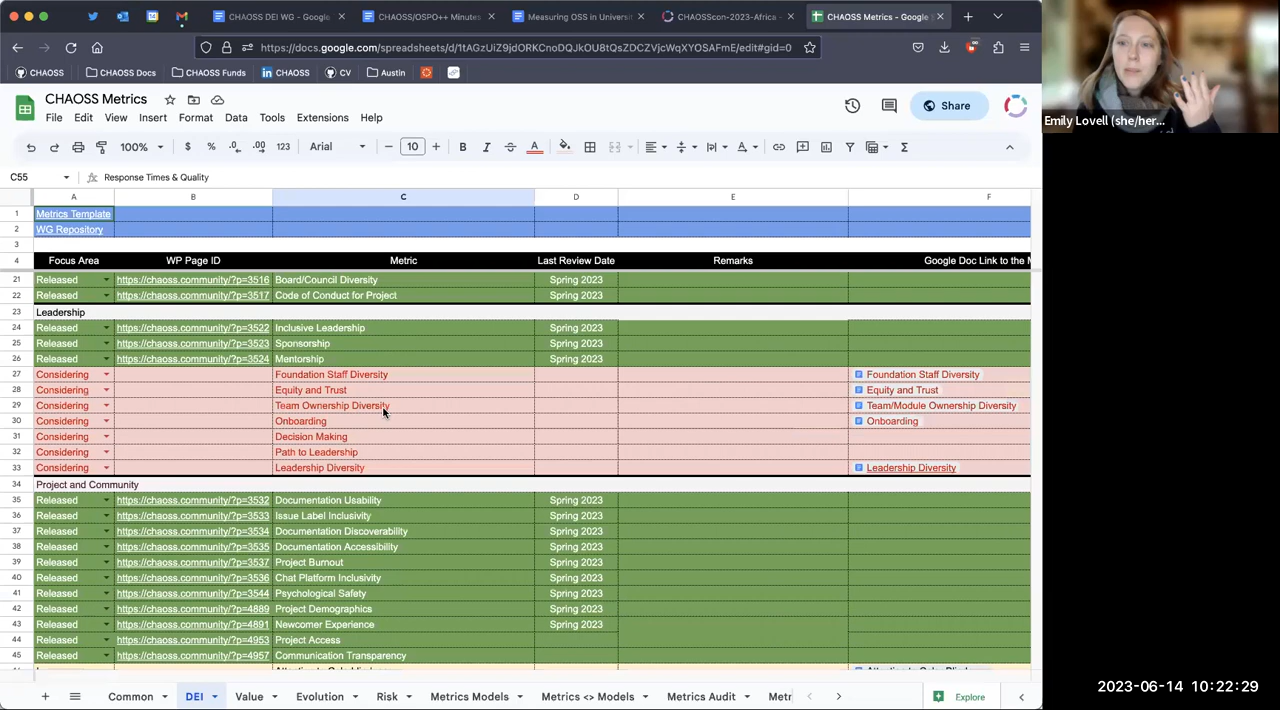 CHAOSS DEI WG - Google
CHAOSS/OSPO++ Minutes
Measuring OSS in Universit
CHAOSScon-2023-Africa -
CHAOSS Metrics - Google
https://docs.google.com/spreadsheets/d/1tAGzUiZ9jdORKCnoDQJkOU8tQsZDCZVjcWqXYOSAFmE/edit#gid=0
CHAOSS CHAOSS Docs CHAOSS Funds CHAOSS CV Austin
CHAOSS Metrics
File Edit View Insert Format Data Tools Extensions Help
Share
100% $ % .0 .00 123 Arial 10 B I S A
C55 fx Response Times & Quality
A B C D E F
1 Metrics Template
2 WG Repository
3
4 Focus Area WP Page ID Metric Last Review Date Remarks Google Doc Link to the M
21 Released https://chaoss.community/?p=3516 Board/Council Diversity Spring 2023
22 Released https://chaoss.community/?p=3517 Code of Conduct for Project Spring 2023
23 Leadership
24 Released https://chaoss.community/?p=3522 Inclusive Leadership Spring 2023
25 Released https://chaoss.community/?p=3523 Sponsorship Spring 2023
26 Released https://chaoss.community/?p=3524 Mentorship Spring 2023
27 Considering Foundation Staff Diversity Foundation Staff Diversity
28 Considering Equity and Trust Equity and Trust
29 Considering Team Ownership Diversity Team/Module Ownership Diversity
30 Considering Onboarding Onboarding
31 Considering Decision Making
32 Considering Path to Leadership
33 Considering Leadership Diversity Leadership Diversity
34 Project and Community
35 Released https://chaoss.community/?p=3532 Documentation Usability Spring 2023
36 Released https://chaoss.community/?p=3533 Issue Label Inclusivity Spring 2023
37 Released https://chaoss.community/?p=3534 Documentation Discoverability Spring 2023
38 Released https://chaoss.community/?p=3535 Documentation Accessibility Spring 2023
39 Released https://chaoss.community/?p=3537 Project Burnout Spring 2023
40 Released https://chaoss.community/?p=3536 Chat Platform Inclusivity Spring 2023
41 Released https://chaoss.community/?p=3544 Psychological Safety Spring 2023
42 Released https://chaoss.community/?p=4889 Project Demographics Spring 2023
43 Released https://chaoss.community/?p=4891 Newcomer Experience Spring 2023
44 Released https://chaoss.community/?p=4953 Project Access
45 Released https://chaoss.community/?p=4957 Communication Transparency
Common DEI Value Evolution Risk Metrics Models Metrics <> Models Metrics Audit Metr
Explore
Emily Lovell (she/her...
2023-06-14 10:22:29